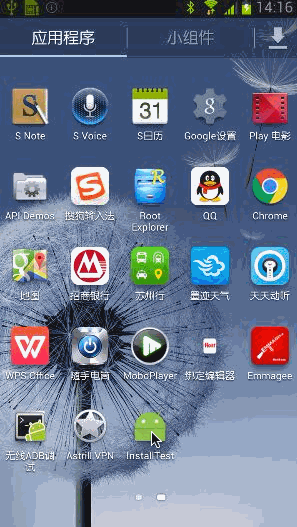 14:16
应用程序
小组件
S Note
S Voice
31
S日历
Google设置
Play 电影
API Demos
搜狗输入法
Root
Explorer
QQ
Chrome
地图
招商银行
苏州行
墨迹天气
天天动听
WPS Office
随手电筒
MoboPlayer
Host
绑定编辑器
Emmagee
无线ADB调
试
Astrill VPN
InstallTest